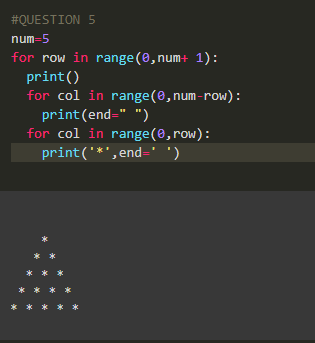 #QUESTION 5
num=5
for row in range(0,num+ 1):
  print()
  for col in range(0,num-row):
    print(end=" ")
  for col in range(0,row):
    print('*',end=' ')
    *
   * *
  * * *
 * * * *
* * * * *